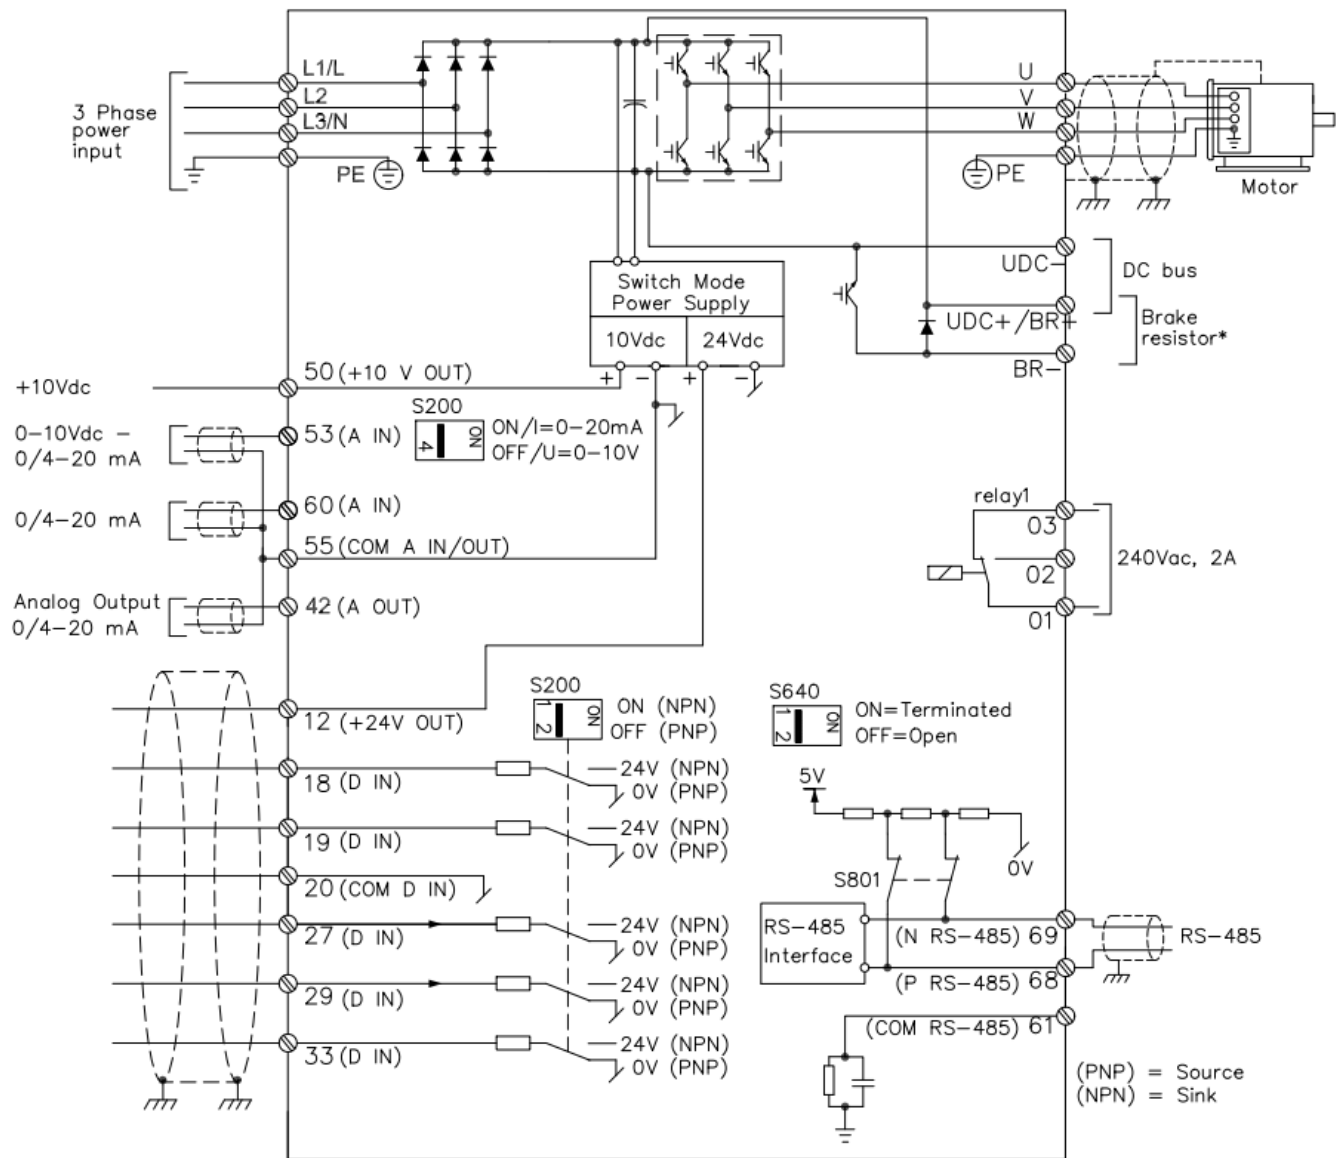 3 Phase
power
input
L1/L
L2
L3/N
PE
U
V
W
PE
Motor
UDC-
DC bus
UDC+/BR+
Brake
resistor*
BR-
Switch Mode
Power Supply
10Vdc
24Vdc
+ - + -
+10Vdc
50 (+10 V OUT)
0-10Vdc -
0/4-20 mA
53 (A IN)
S200
ON
4
ON/I=0-20mA
OFF/U=0-10V
0/4-20 mA
60 (A IN)
55 (COM A IN/OUT)
Analog Output
0/4-20 mA
42 (A OUT)
relay1
03
02
01
240Vac, 2A
12 (+24V OUT)
S200
ON
1 2
ON (NPN)
OFF (PNP)
18 (D IN)
24V (NPN)
0V (PNP)
19 (D IN)
24V (NPN)
0V (PNP)
20 (COM D IN)
27 (D IN)
24V (NPN)
0V (PNP)
29 (D IN)
24V (NPN)
0V (PNP)
33 (D IN)
24V (NPN)
0V (PNP)
S640
ON
1 2
ON=Terminated
OFF=Open
5V
0V
S801
RS-485
Interface
(N RS-485) 69
(P RS-485) 68
(COM RS-485) 61
RS-485
(PNP) = Source
(NPN) = Sink